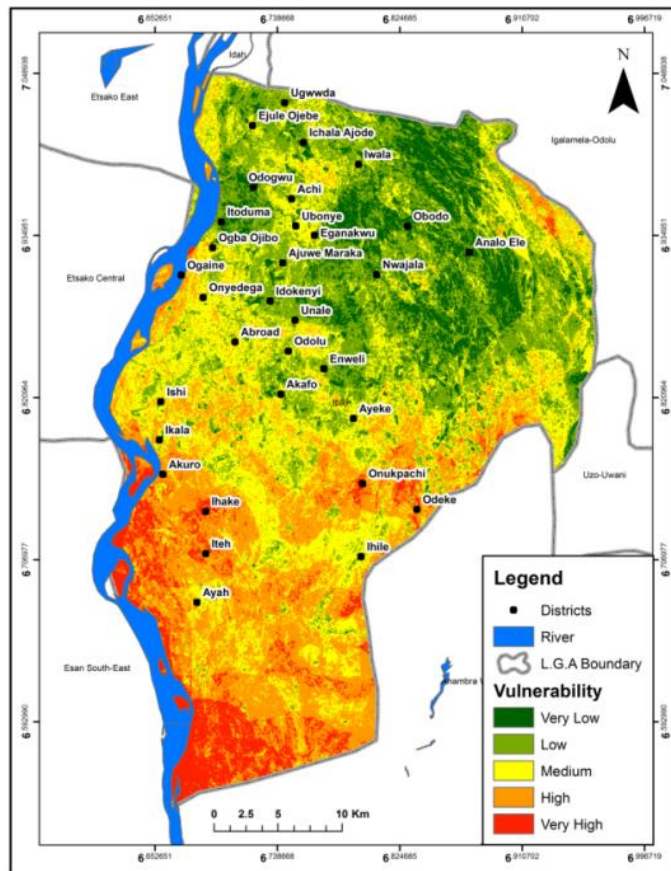 6.652651 6.738668 6.824685 6.910702 6.996719
Idah
N
7.048938 7.048938
Etsako East
Ugwwda
Ejule Ojebe
Ichala Ajode
Igalamela-Odolu
Iwala
Odogwu
Achi
Itoduma
Ubonye
Obodo
6.934951 6.934951
Eganakwu
Ogba Ojibo
Analo Ele
Ajuwe Maraka
Etsako Central
Ogaine
Nwajala
Onyedega
Idokenyi
Unale
Abroad
Odolu
Enweli
Akafo
6.820964 6.820964
Ishi
Ayeke
Ikala
Akuro
Onukpachi
Uzo-Uwani
Ihake
Odeke
Iteh
Ihile
6.706977 6.706977
Legend
Districts
Ayah
River
L.G.A Boundary
Esan South-East
Vulnerability
Very Low
6.592990 6.592990
Low
Medium
High
0 2.5 5 10 Km
Very High
6.652651 6.738668 6.824685 6.910702 6.996719